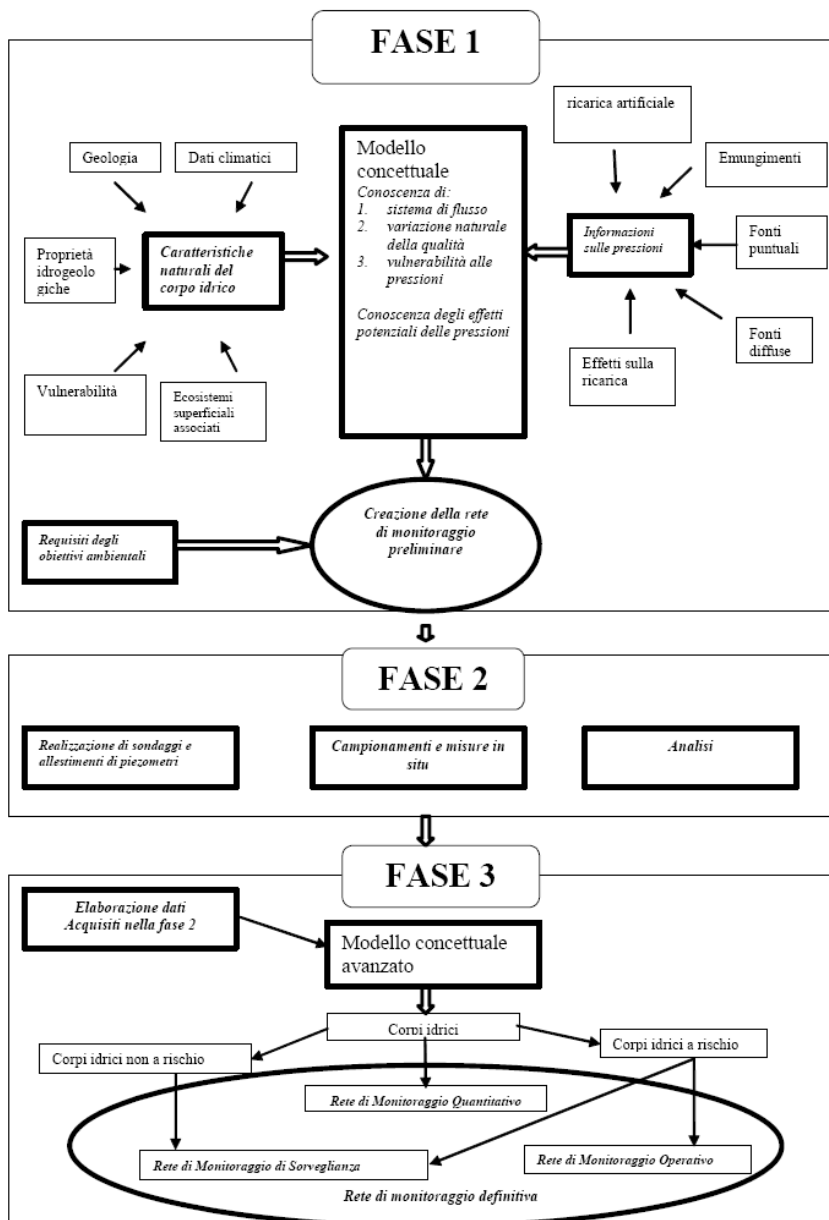 FASE 1
ricarica artificiale
Geologia
Dati climatici
Emungimenti
Modello
concettuale
Conoscenza di:
1. sistema di flusso
2. variazione naturale
della qualità
3. vulnerabilità alle
pressioni
Conoscenza degli effetti
potenziali delle pressioni
Proprietà
idrogeolo
giche
Caratteristiche
naturali del
corpo idrico
Informazioni
sulle pressioni
Fonti
puntuali
Vulnerabilità
Ecosistemi
superficiali
associati
Effetti sulla
ricarica
Fonti
diffuse
Requisiti degli
obiettivi ambientali
Creazione della rete
di monitoraggio
preliminare
FASE 2
Realizzazione di sondaggi e
allestimenti di piezometri
Campionamenti e misure in
situ
Analisi
FASE 3
Elaborazione dati
Acquisiti nella fase 2
Modello concettuale
avanzato
Corpi idrici
Corpi idrici non a rischio
Corpi idrici a rischio
Rete di Monitoraggio Quantitativo
Rete di Monitoraggio di Sorveglianza
Rete di Monitoraggio Operativo
Rete di monitoraggio definitiva